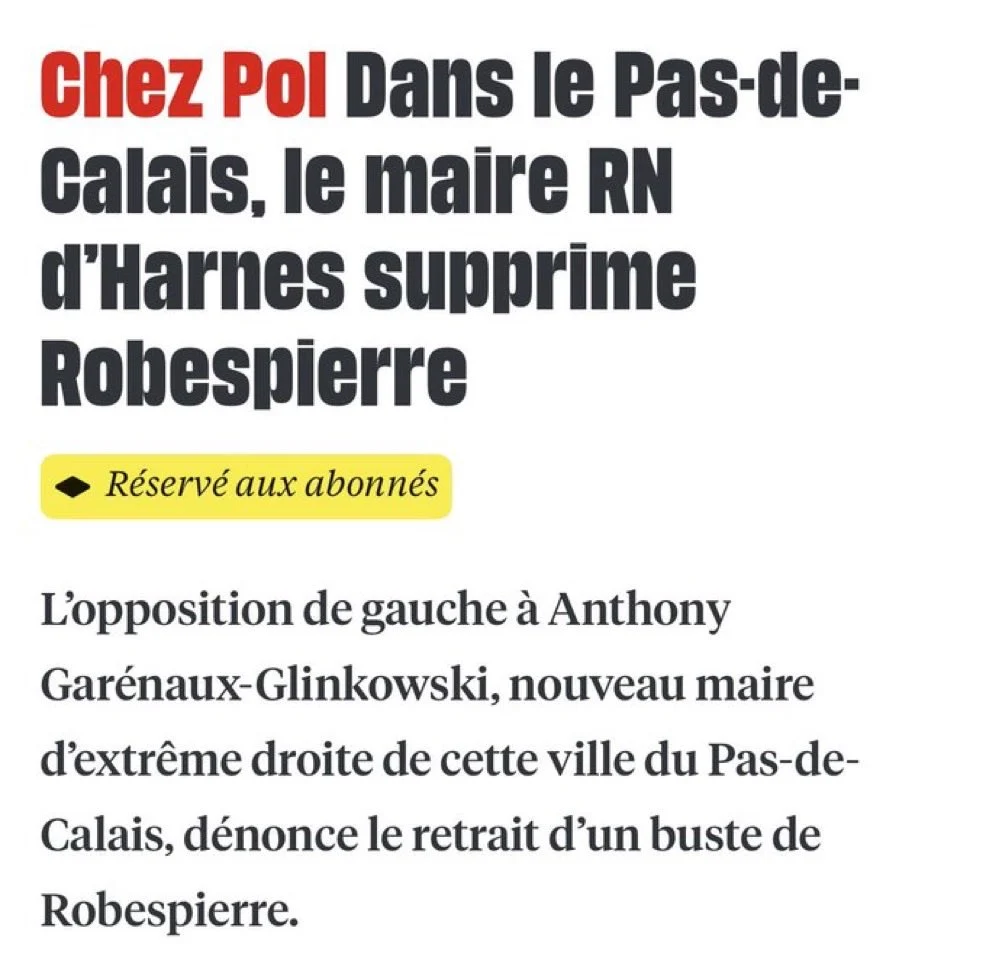 Chez Pol Dans le Pas-de-
Calais, le maire RN
d’Harnes supprime
Robespierre
Réservé aux abonnés
L’opposition de gauche à Anthony
Garénaux-Glinkowski, nouveau maire
d’extrême droite de cette ville du Pas-de-
Calais, dénonce le retrait d’un buste de
Robespierre.